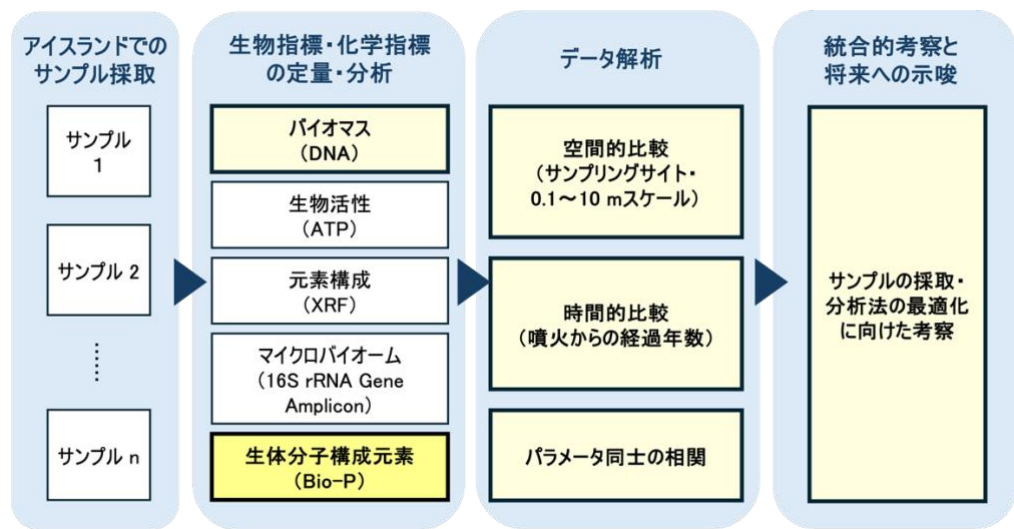 アイスランドでの
サンプル採取
サンプル
1
サンプル 2
……
サンプル n
生物指標・化学指標
の定量・分析
バイオマス
（DNA）
生物活性
（ATP）
元素構成
（XRF）
マイクロバイオーム
（16S rRNA Gene
Amplicon）
生体分子構成元素
（Bio-P）
データ解析
空間的比較
（サンプリングサイト・
0.1～10 mスケール）
時間的比較
（噴火からの経過年数）
パラメータ同士の相関
統合的考察と
将来への示唆
サンプルの採取・
分析法の最適化
に向けた考察